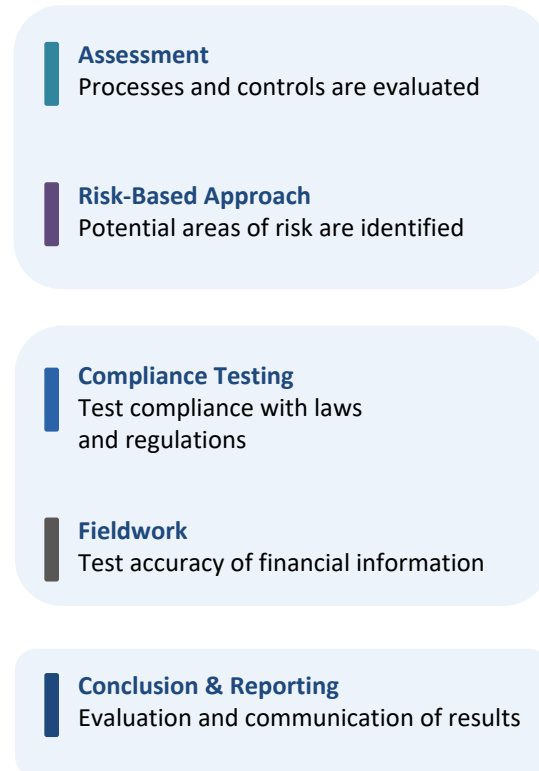 Assessment
Processes and controls are evaluated
Risk-Based Approach
Potential areas of risk are identified
Compliance Testing
Test compliance with laws
and regulations
Fieldwork
Test accuracy of financial information
Conclusion & Reporting
Evaluation and communication of results